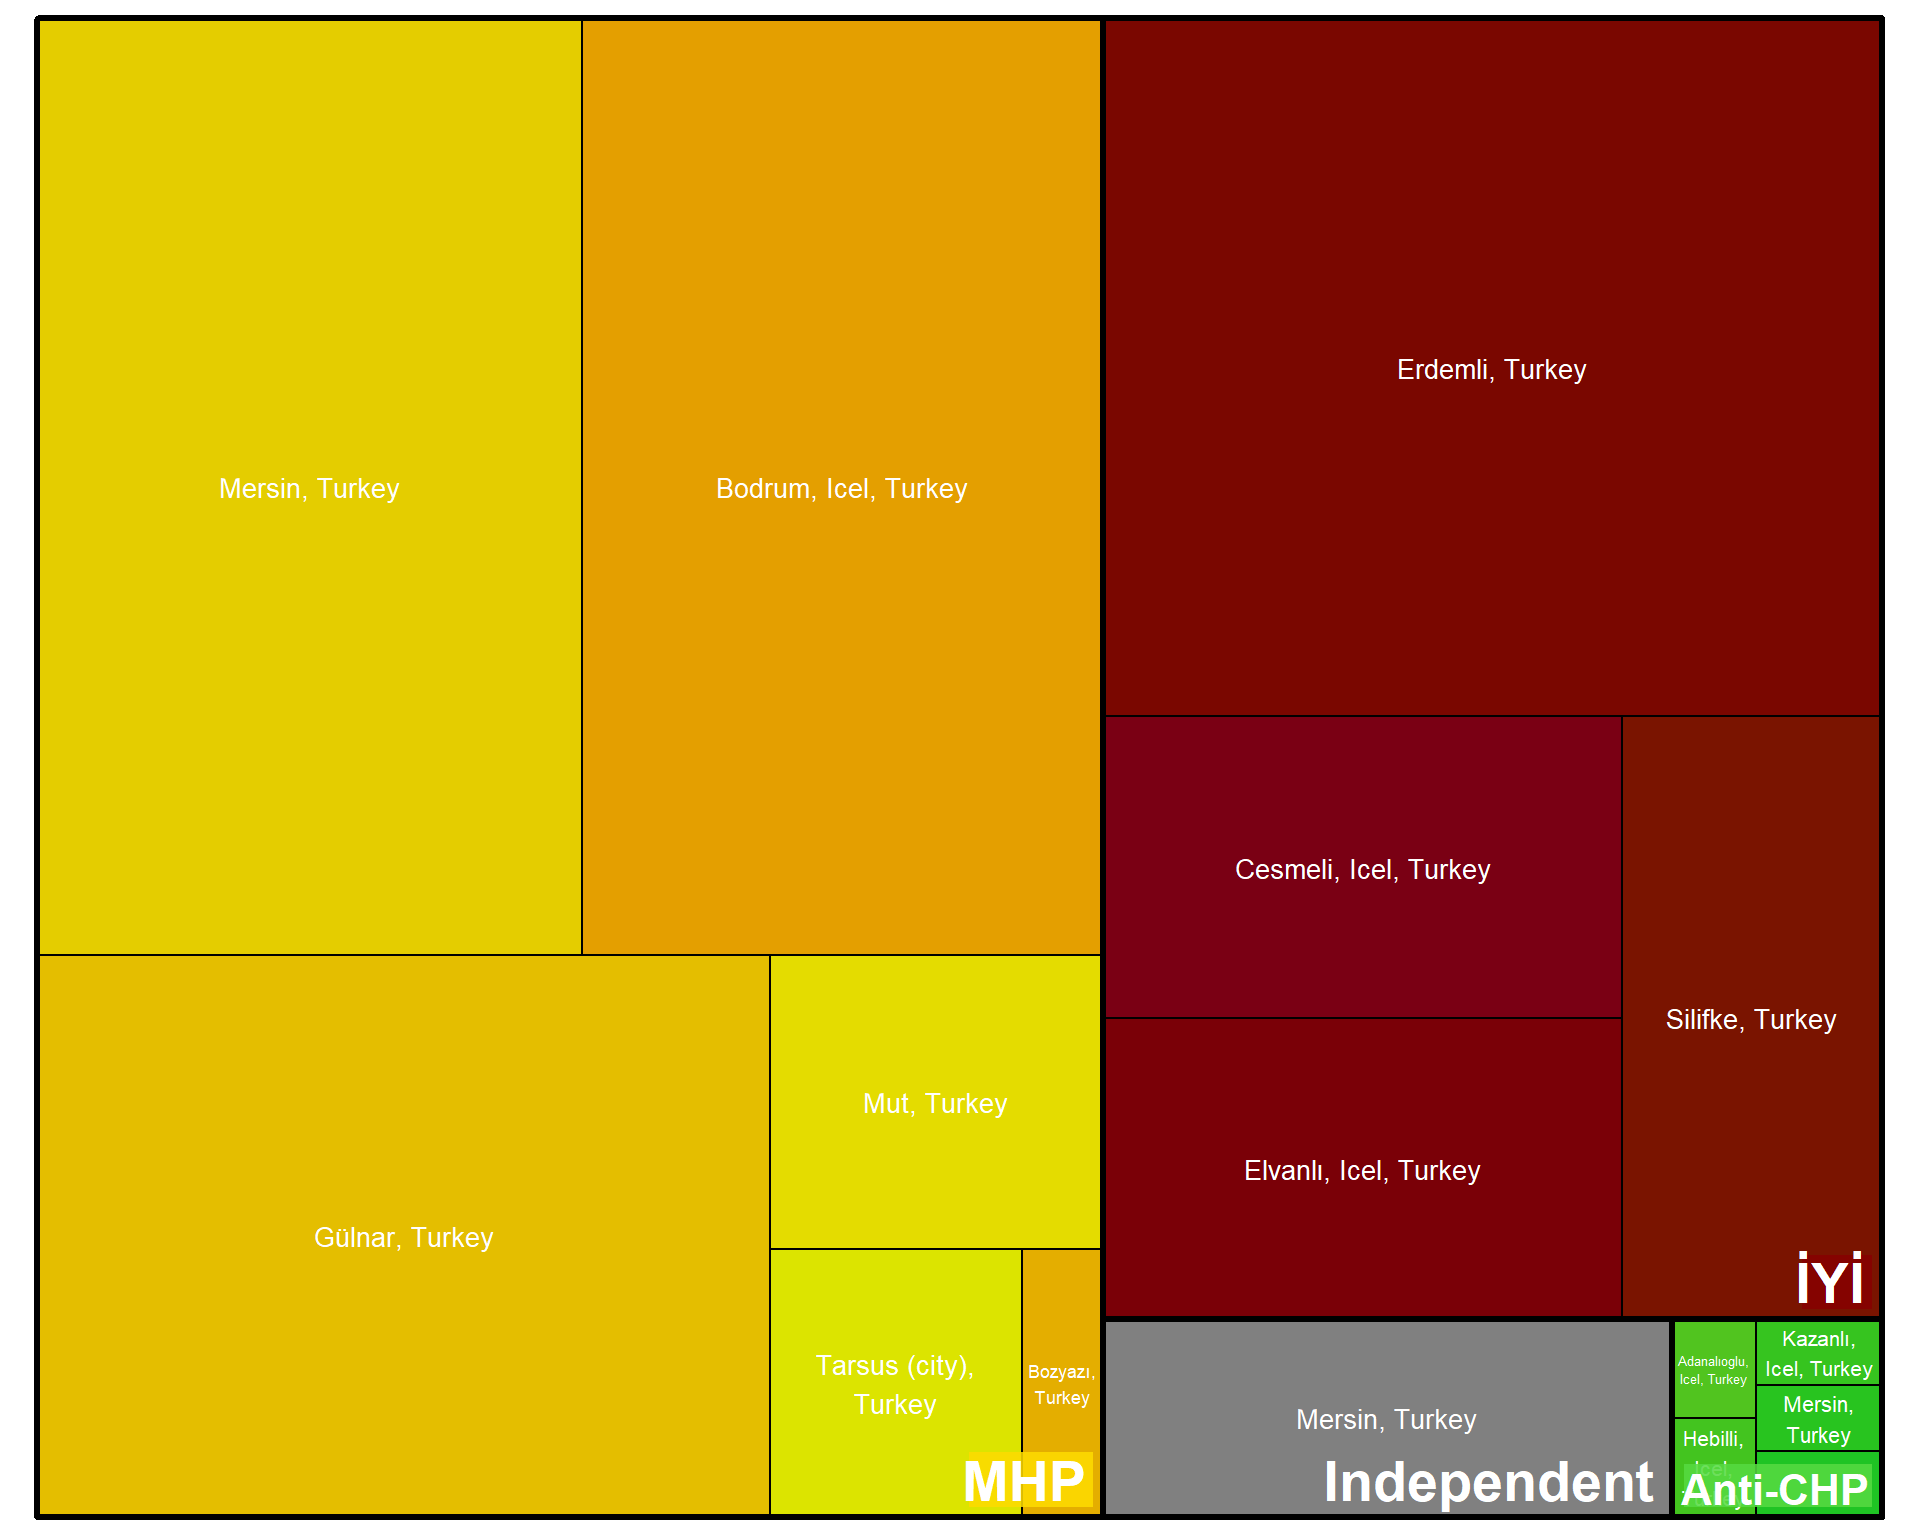 Mersin, Turkey
Bodrum, Icel, Turkey
Gülnar, Turkey
Mut, Turkey
Tarsus (city),
Turkey
Bozyazı,
Turkey
MHP
Erdemli, Turkey
Cesmeli, Icel, Turkey
Elvanlı, Icel, Turkey
Silifke, Turkey
İYİ
Mersin, Turkey
Independent
Adanalıoglu,
Icel, Turkey
Kazanlı,
Icel, Turkey
Mersin,
Turkey
Hebilli,
Icel,
Anti-CHP